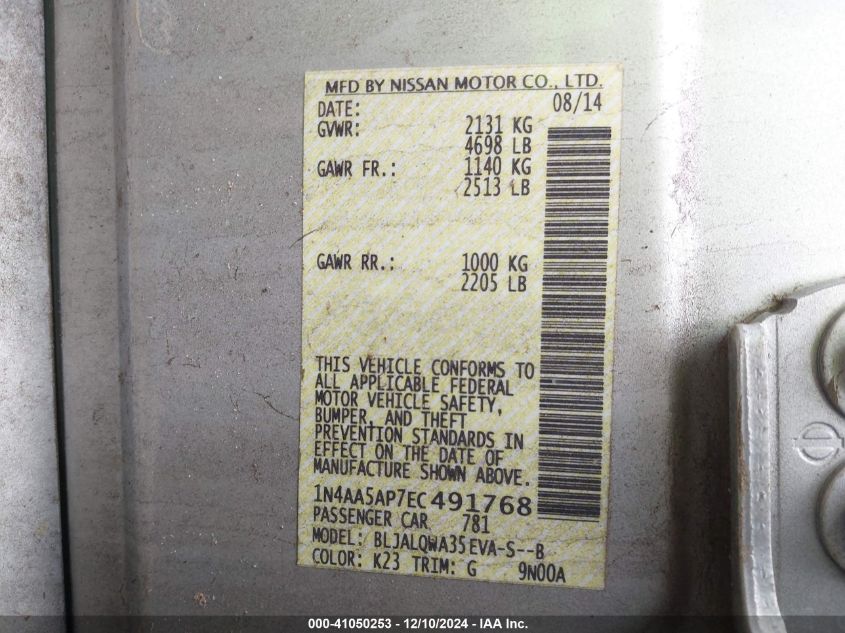 MFD BY NISSAN MOTOR CO., LTD.
DATE: 08/14
GVWR: 2131 KG
4698 LB
GAWR FR.: 1140 KG
2513 LB
GAWR RR.: 1000 KG
2205 LB
THIS VEHICLE CONFORMS TO
ALL APPLICABLE FEDERAL
MOTOR VEHICLE SAFETY,
BUMPER, AND THEFT
PREVENTION STANDARDS IN
EFFECT ON THE DATE OF
MANUFACTURE SHOWN ABOVE.
1N4AA5AP7EC491768
PASSENGER CAR 781
MODEL: BLJALQWA35EVA-S--B
COLOR: K23 TRIM: G 9N00A
000-41050253 - 12/10/2024 - IAA Inc.